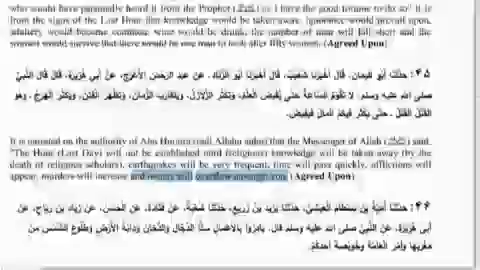 who would have personally heard it from the Prophet (ﷺ) as I have the good fortune to do so: It is
from the signs of the Last Hour that knowledge would be taken away, ignorance would prevail upon,
adultery would become common, wine would be drunk, the number of men will fall short and the
women would survive that there would be one man to look after fifty women. (Agreed Upon)
۴۵: حدثنا أبو اليمان، قال أخبرنا شعيب، قال أخبرنا أبو الزناد، عن عبد الرحمن الأعرج، عن أبي هريرة، قال قال النبي
صلى الله عليه وسلم. لا تقوم الساعة حتى يُقبض العلم، وتكثر الزلازل، ويتقارب الزمان، وتظهر الفتن، ويكثر الهرج ـ وهو
القتل القتل ـ حتى يكثر فيكم المال فيفيض.
It is narrated on the authority of Abu Huraira that the Messenger of Allah (ﷺ) said,
"The Hour (Last Day) will not be established until (religious) knowledge will be taken away (by the
death of religious scholars), earthquakes will be very frequent, time will pass quickly, afflictions will
appear, murders will increase and money will overflow amongst you. (Agreed Upon)
۴۶: حدثنا أمية بن بسطام العيشي، حدثنا يزيد بن زريع، حدثنا شعبة، عن قتادة، عن الحسن، عن زياد بن رياح، عن
أبي هريرة، عن النبي صلى الله عليه وسلم قال. بادروا بالأعمال ستًّا الدجال والدخان ودابة الأرض وطلوع الشمس من
مغربها وأمر العامة وخويصة أحدكم.